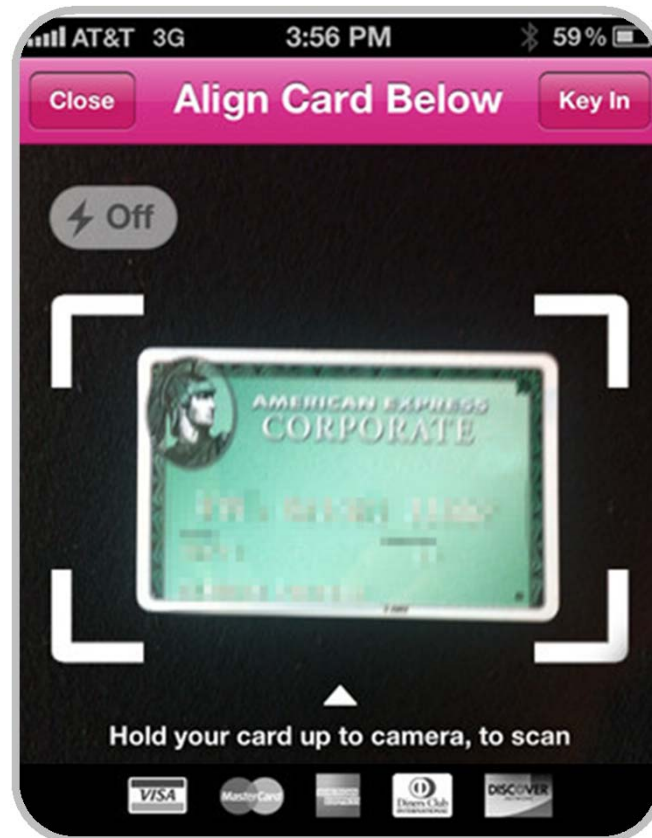 AT&T 3G 3:56 PM 59%
Close Align Card Below Key In
Off
AMERICAN EXPRESS
CORPORATE
Hold your card up to camera, to scan
VISA MasterCard Diners Club DISCOVER
INTERNATIONAL